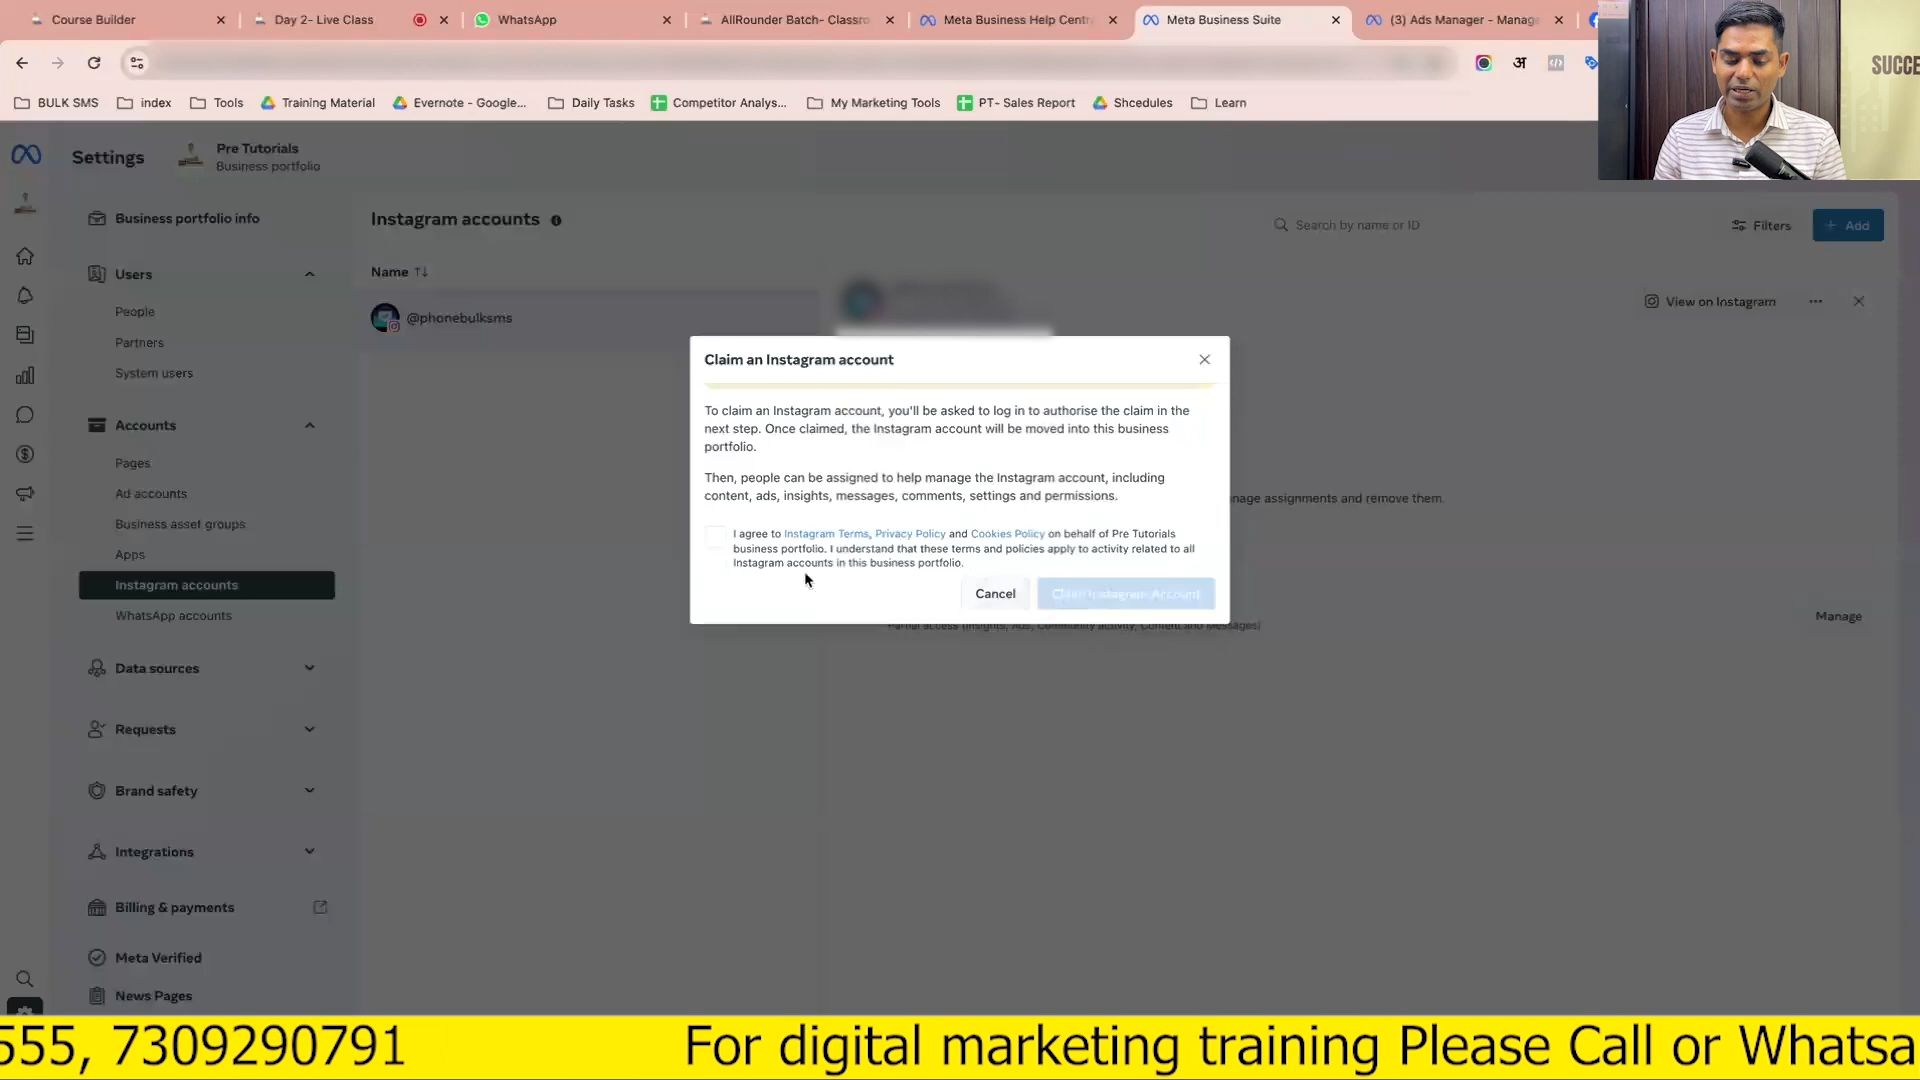 Course Builder
Day 2- Live Class
WhatsApp
AllRounder Batch- Classro
Meta Business Help Centr
Meta Business Suite
(3) Ads Manager - Manage
BULK SMS
index
Tools
Training Material
Evernote - Google...
Daily Tasks
Competitor Analys...
My Marketing Tools
PT- Sales Report
Shcedules
Learn
SUCCE
Settings
Pre Tutorials
Business portfolio
Business portfolio info
Users
People
Partners
System users
Accounts
Pages
Ad accounts
Business asset groups
Apps
Instagram accounts
WhatsApp accounts
Data sources
Requests
Brand safety
Integrations
Billing & payments
Meta Verified
News Pages
Instagram accounts
Search by name or ID
Filters
+ Add
Name
@phonebulksms
View on Instagram
Claim an Instagram account
To claim an Instagram account, you'll be asked to log in to authorise the claim in the
next step. Once claimed, the Instagram account will be moved into this business
portfolio.
Then, people can be assigned to help manage the Instagram account, including
content, ads, insights, messages, comments, settings and permissions.
I agree to Instagram Terms, Privacy Policy and Cookies Policy on behalf of Pre Tutorials
business portfolio. I understand that these terms and policies apply to activity related to all
Instagram accounts in this business portfolio.
Cancel
Claim Instagram Account
nage assignments and remove them.
Partial access (Insights, Ads, Community activity, Content and Messages)
Manage
555, 7309290791
For digital marketing training Please Call or Whatsa